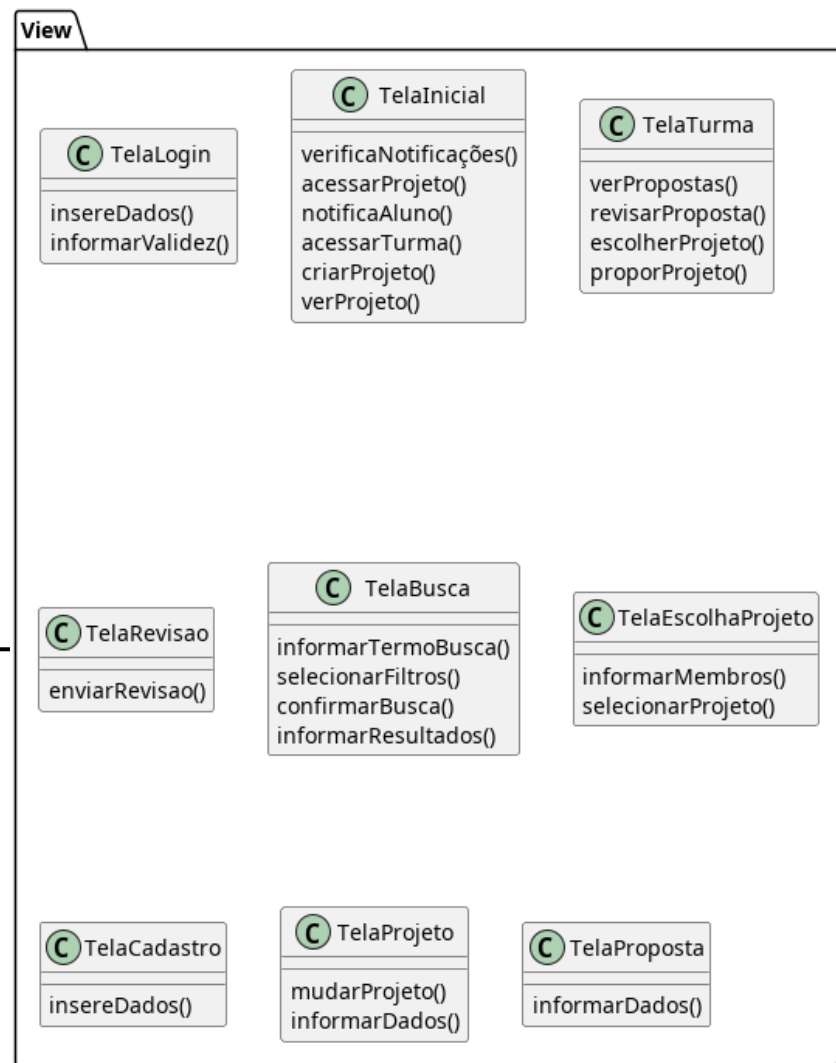 View
C TelaLogin
insereDados()
informarValidez()
C TelaInicial
verificaNotificações()
acessarProjeto()
notificaAluno()
acessarTurma()
criarProjeto()
verProjeto()
C TelaTurma
verPropostas()
revisarProposta()
escolherProjeto()
proporProjeto()
C TelaRevisao
enviarRevisao()
C TelaBusca
informarTermoBusca()
selecionarFiltros()
confirmarBusca()
informarResultados()
C TelaEscolhaProjeto
informarMembros()
selecionarProjeto()
C TelaCadastro
insereDados()
C TelaProjeto
mudarProjeto()
informarDados()
C TelaProposta
informarDados()